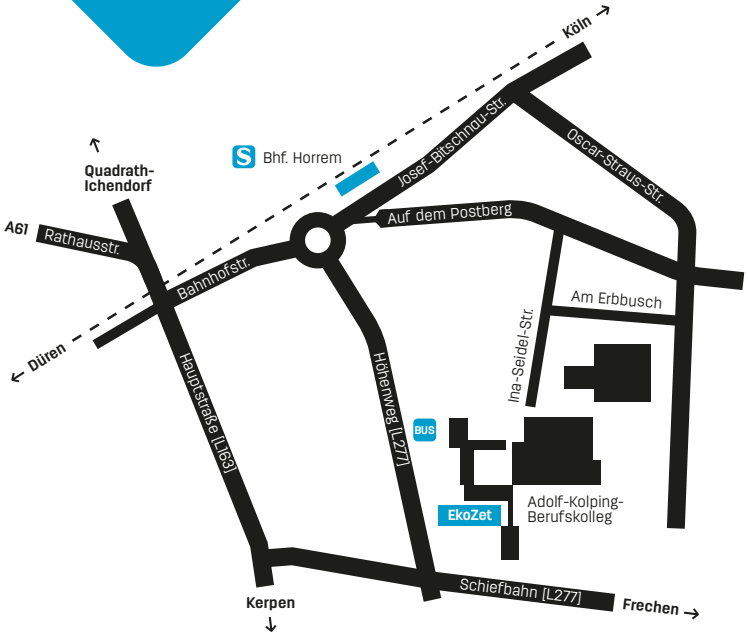 Köln
Josef-Bitschnau-Str.
Oscar-Straus-Str.
S Bhf. Horrem
Quadrath-
Ichendorf
A61
Rathausstr.
Auf dem Postberg
Bahnhofstr.
Am Erbbusch
Ina-Seidel-Str.
Düren
Hauptstraße [L163]
Höhenweg [L277]
BUS
EkoZet
Adolf-Kolping-
Berufskolleg
Schiefbahn [L277]
Kerpen
Frechen